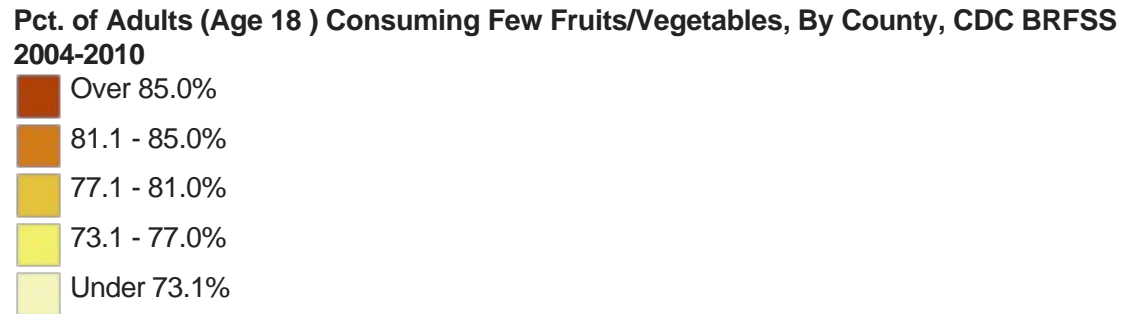 Pct. of Adults (Age 18 ) Consuming Few Fruits/Vegetables, By County, CDC BRFSS
2004-2010
Over 85.0%
81.1 - 85.0%
77.1 - 81.0%
73.1 - 77.0%
Under 73.1%